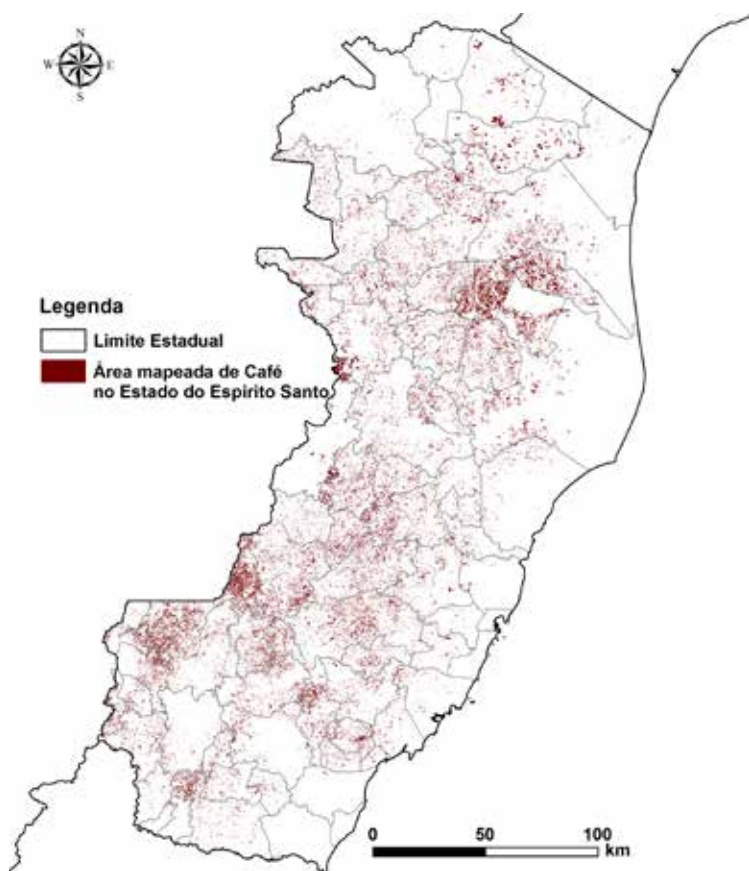 N
W E
S
Legenda
Limite Estadual
Área mapeada de Café
no Estado do Espirito Santo
0 50 100
km